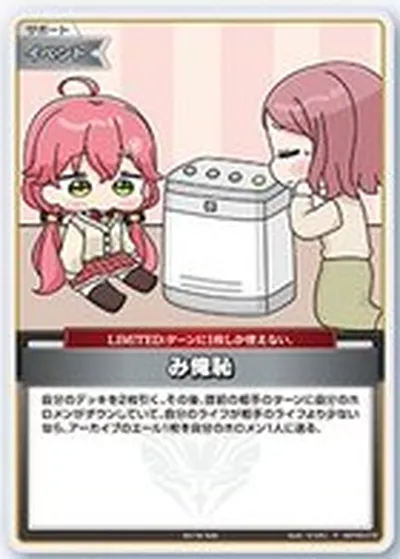 サポート
イベント
LIMITED:ターンに1枚しか使えない。
み俺恥
自分のデッキを2枚引く。その後、直前の相手のターンに自分のホ
ロメンがダウンしていて、自分のライフが相手のライフより少ない
なら、アーカイブのエール1枚を自分のホロメン1人に送る。